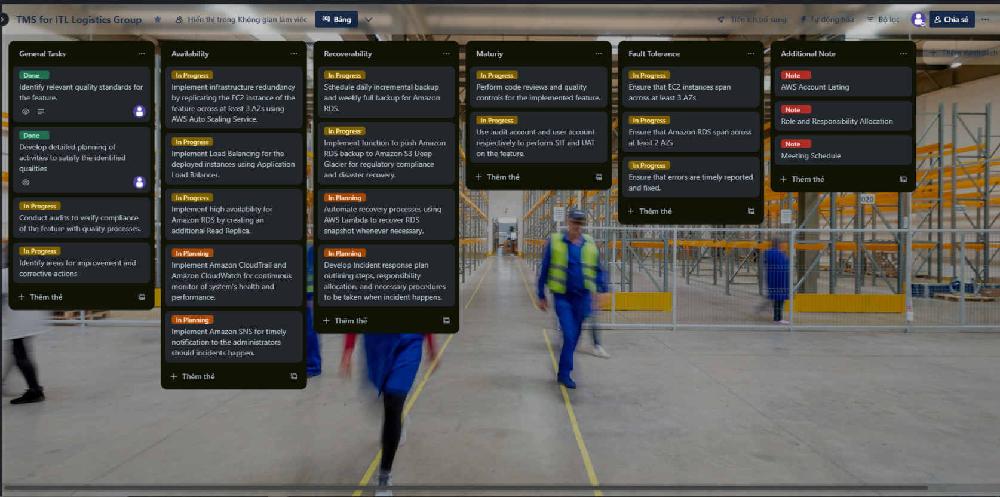 TMS for ITL Logistics Group
Hiển thị trong Không gian làm việc
Bảng
Tiện ích bổ sung
Tự động hóa
Bộ lọc
Chia sẻ
General Tasks
Done
Identify relevant quality standards for
the feature.
Done
Develop detailed planning of
activities to satisfy the identified
qualities
In Progress
Conduct audits to verify compliance
of the feature with quality processes.
In Progress
Identify areas for improvement and
corrective actions
Thêm thẻ
Availability
In Progress
Implement infrastructure redundancy
by replicating the EC2 instance of the
feature across at least 3 AZs using
AWS Auto Scaling Service.
In Progress
Implement Load Balancing for the
deployed instances using Application
Load Balancer.
In Progress
Implement high availability for
Amazon RDS by creating an
additional Read Replica.
In Planning
Implement Amazon CloudTrail and
Amazon CloudWatch for continuous
monitor of system's health and
performance.
In Planning
Implement Amazon SNS for timely
notification to the administrators
should incidents happen.
Thêm thẻ
Recoverability
In Progress
Schedule daily incremental backup
and weekly full backup for Amazon
RDS.
In Progress
Implement function to push Amazon
RDS backup to Amazon S3 Deep
Glacier for regulatory compliance
and disaster recovery.
In Planning
Automate recovery processes using
AWS Lambda to recover RDS
snapshot whenever necessary.
In Planning
Develop Incident response plan
outlining steps, responsibility
allocation, and necessary procedures
to be taken when incident happens.
Thêm thẻ
Maturiy
In Progress
Perform code reviews and quality
controls for the implemented feature.
In Progress
Use audit account and user account
respectively to perform SIT and UAT
on the feature.
Thêm thẻ
Fault Tolerance
In Progress
Ensure that EC2 instances span
across at least 3 AZs
In Progress
Ensure that Amazon RDS span across
at least 2 AZs
In Progress
Ensure that errors are timely reported
and fixed.
Thêm thẻ
Additional Note
Note
AWS Account Listing
Note
Role and Responsibility Allocation
Note
Meeting Schedule
Thêm thẻ
Thêm danh sách
020
020